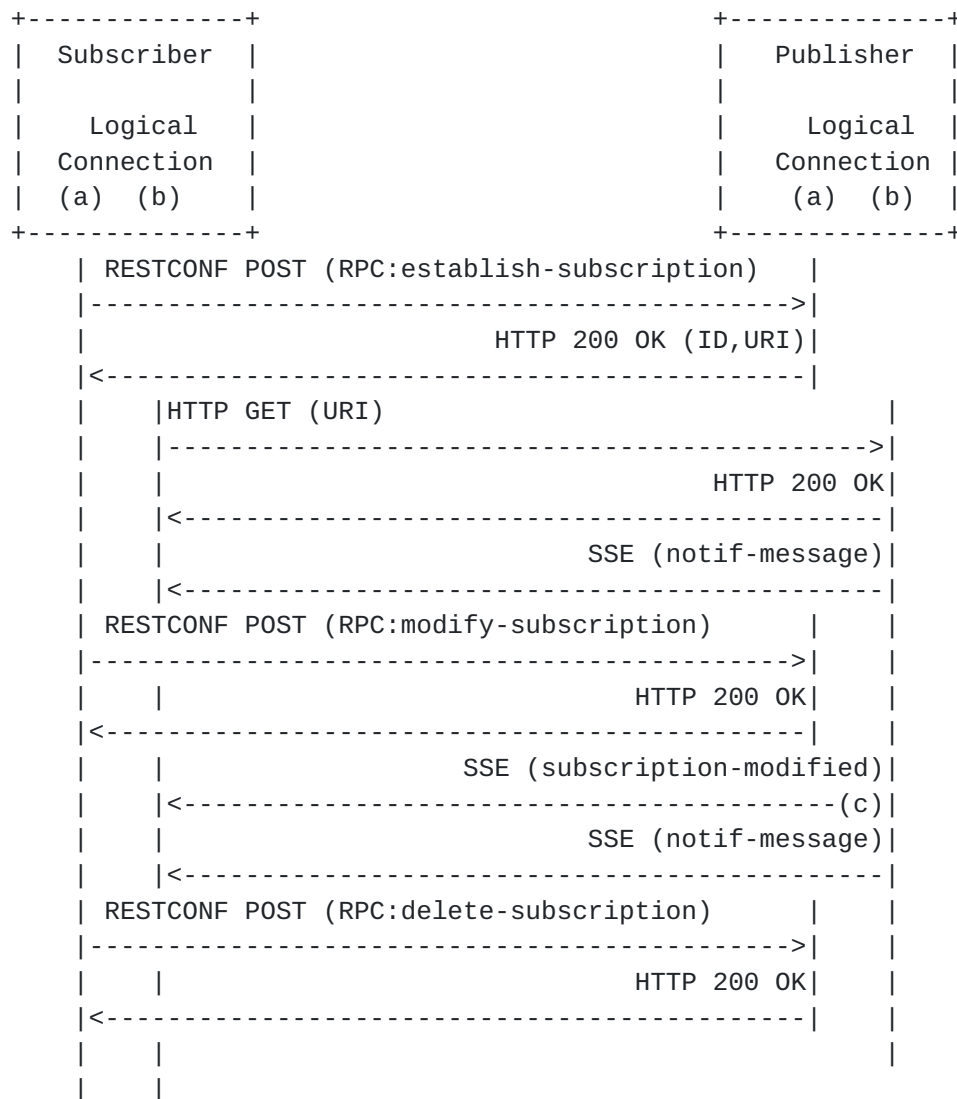 +--------------+ +--------------+
| Subscriber | | Publisher |
| | | |
| Logical | | Logical |
| Connection | | Connection |
| (a) (b) | | (a) (b) |
+--------------+ +--------------+
| RESTCONF POST (RPC:establish-subscription) |
|--------------------------------------------->|
| HTTP 200 OK (ID,URI)|
|<---------------------------------------------|
| |HTTP GET (URI) |
| |--------------------------------------------->|
| | HTTP 200 OK|
| |<---------------------------------------------|
| | SSE (notif-message)|
| |<---------------------------------------------|
| RESTCONF POST (RPC:modify-subscription) | |
|--------------------------------------------->| |
| | HTTP 200 OK| |
|<---------------------------------------------| |
| | SSE (subscription-modified)|
| |<------------------------------------------(c)|
| | SSE (notif-message)|
| |<---------------------------------------------|
| RESTCONF POST (RPC:delete-subscription) | |
|--------------------------------------------->| |
| | HTTP 200 OK| |
|<---------------------------------------------| |
| | |
| |